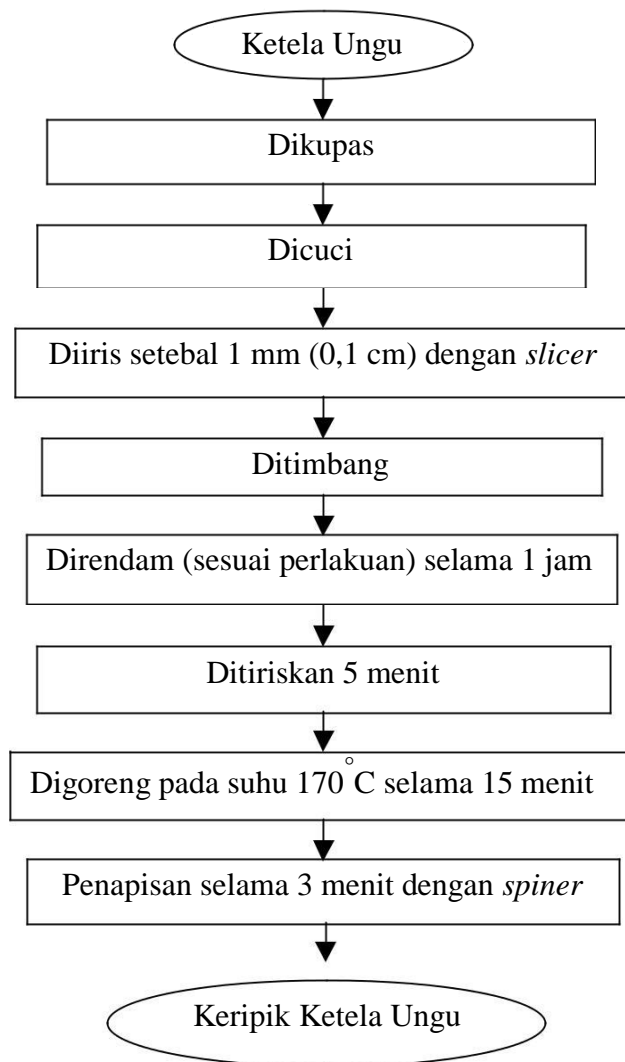 Ketela Ungu
Dikupas
Dicuci
Diiris setebal 1 mm (0,1 cm) dengan slicer
Ditimbang
Direndam (sesuai perlakuan) selama 1 jam
Ditiriskan 5 menit
Digoreng pada suhu 170°C selama 15 menit
Penapisan selama 3 menit dengan spiner
Keripik Ketela Ungu